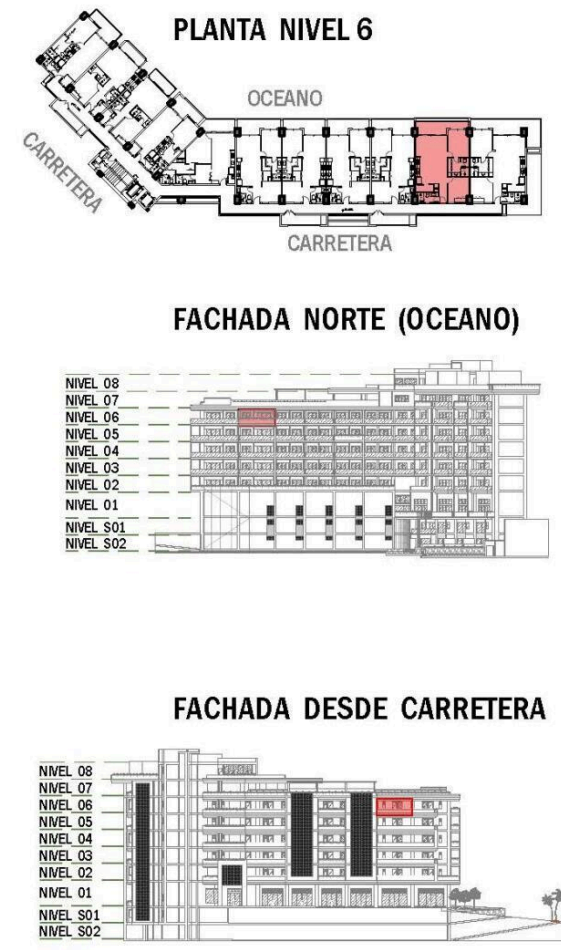 PLANTA NIVEL 6
OCEANO
CARRETERA
CARRETERA
FACHADA NORTE (OCEANO)
NIVEL 08
NIVEL 07
NIVEL 06
NIVEL 05
NIVEL 04
NIVEL 03
NIVEL 02
NIVEL 01
NIVEL S01
NIVEL S02
FACHADA DESDE CARRETERA
NIVEL 08
NIVEL 07
NIVEL 06
NIVEL 05
NIVEL 04
NIVEL 03
NIVEL 02
NIVEL 01
NIVEL S01
NIVEL S02